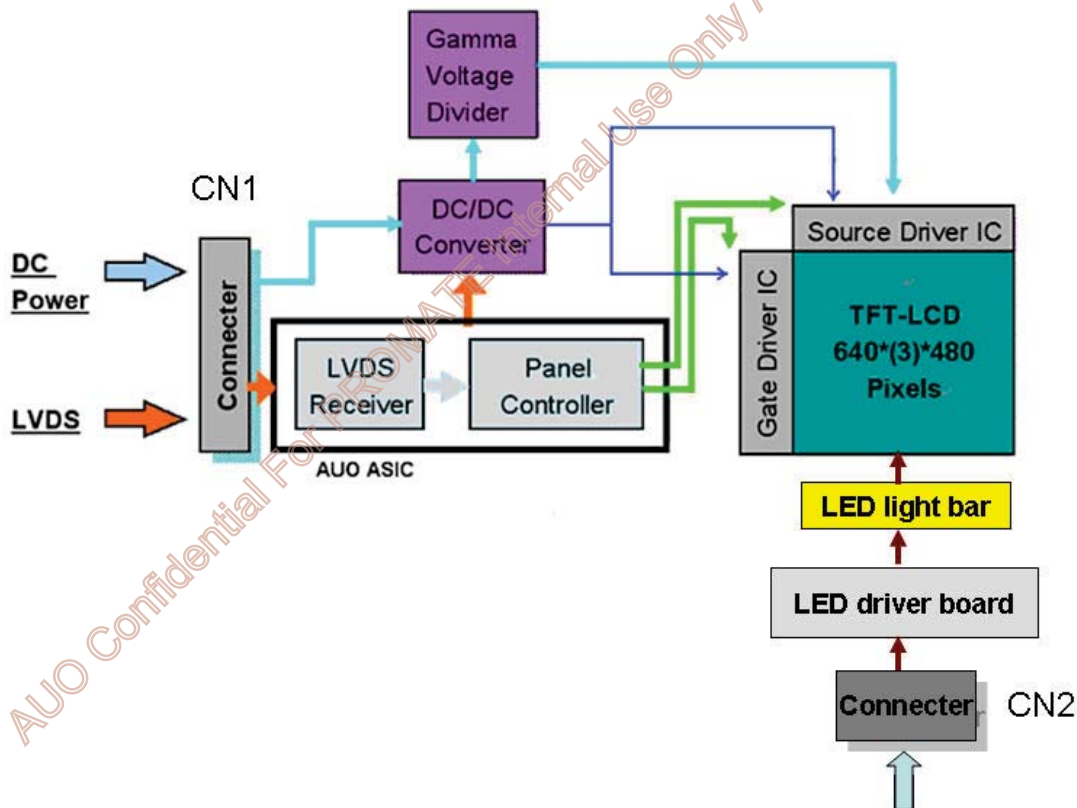 Gamma
Voltage
Divider
CN1
DC/DC
Converter
DC
Power
LVDS
Connecter
LVDS
Receiver
Panel
Controller
AUO ASIC
Source Driver IC
Gate Driver IC
TFT-LCD
640*(3)*480
Pixels
LED light bar
LED driver board
Connecter
CN2
AUO Confidential For PROMATE Internal Use Only /